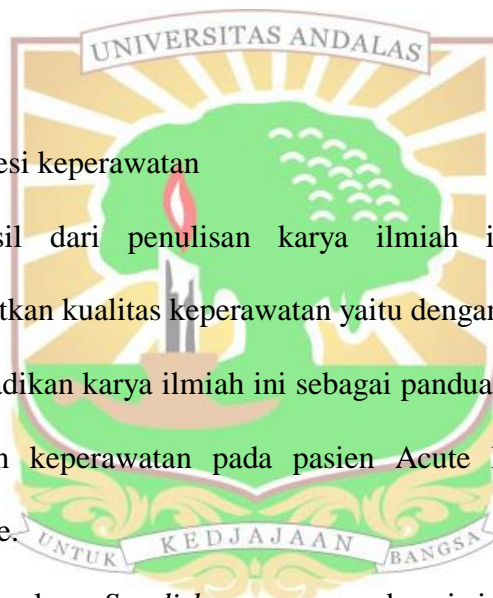 UNIVERSITAS ANDALAS
esi keperawatan
sil dari penulisan karya ilmiah i
tkan kualitas keperawatan yaitu dengan
adikan karya ilmiah ini sebagai pandua
n keperawatan pada pasien Acute
e.
UNTUK KEDJAJAAN BANGSA